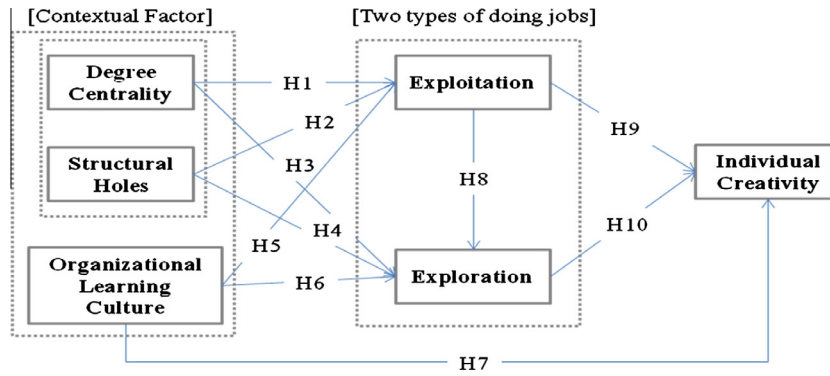 [Contextual Factor]
[Two types of doing jobs]
Degree
Centrality
H1
Exploitation
H2
H9
Structural
Holes
H3
H8
Individual
Creativity
H4
H10
H5
Organizational
Learning
Culture
H6
Exploration
H7